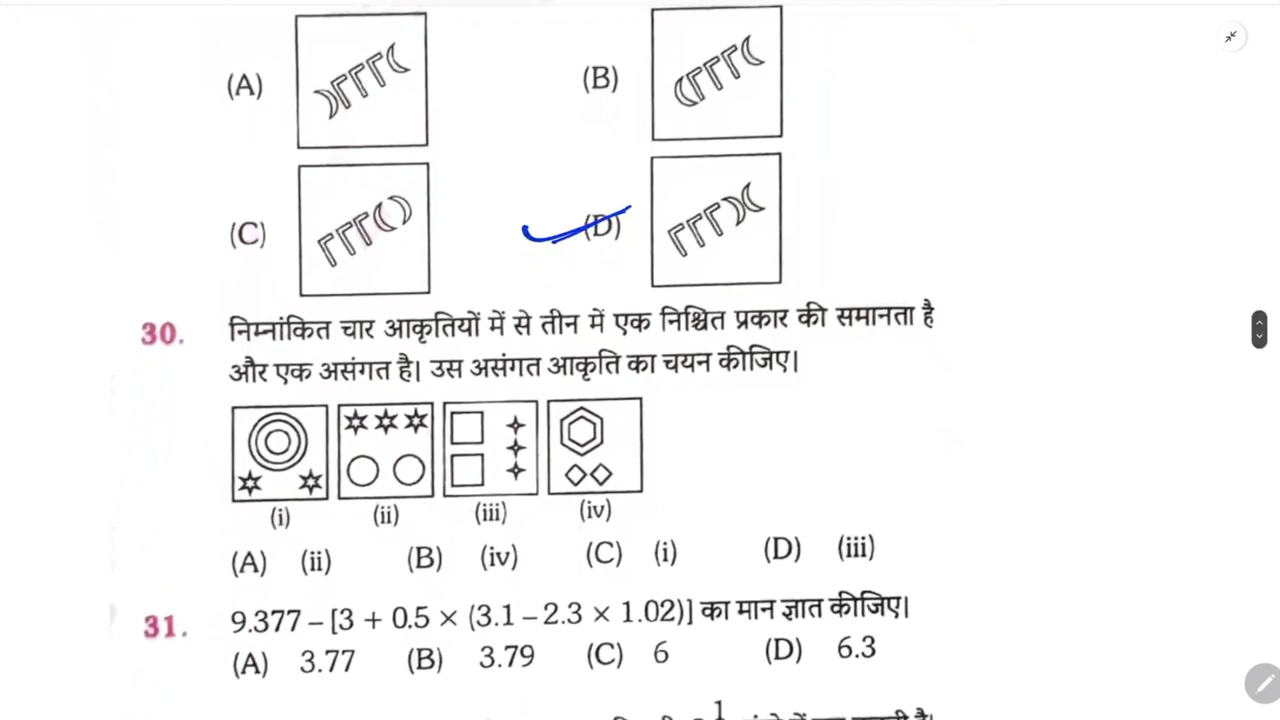 (A) (B)
(C) (D)
30. निम्नांकित चार आकृतियों में से तीन में एक निश्चित प्रकार की समानता है
और एक असंगत है। उस असंगत आकृति का चयन कीजिए।
(i) (ii) (iii) (iv)
(A) (ii) (B) (iv) (C) (i) (D) (iii)
31. 9.377 – [3 + 0.5 × (3.1 – 2.3 × 1.02)] का मान ज्ञात कीजिए।
(A) 3.77 (B) 3.79 (C) 6 (D) 6.3